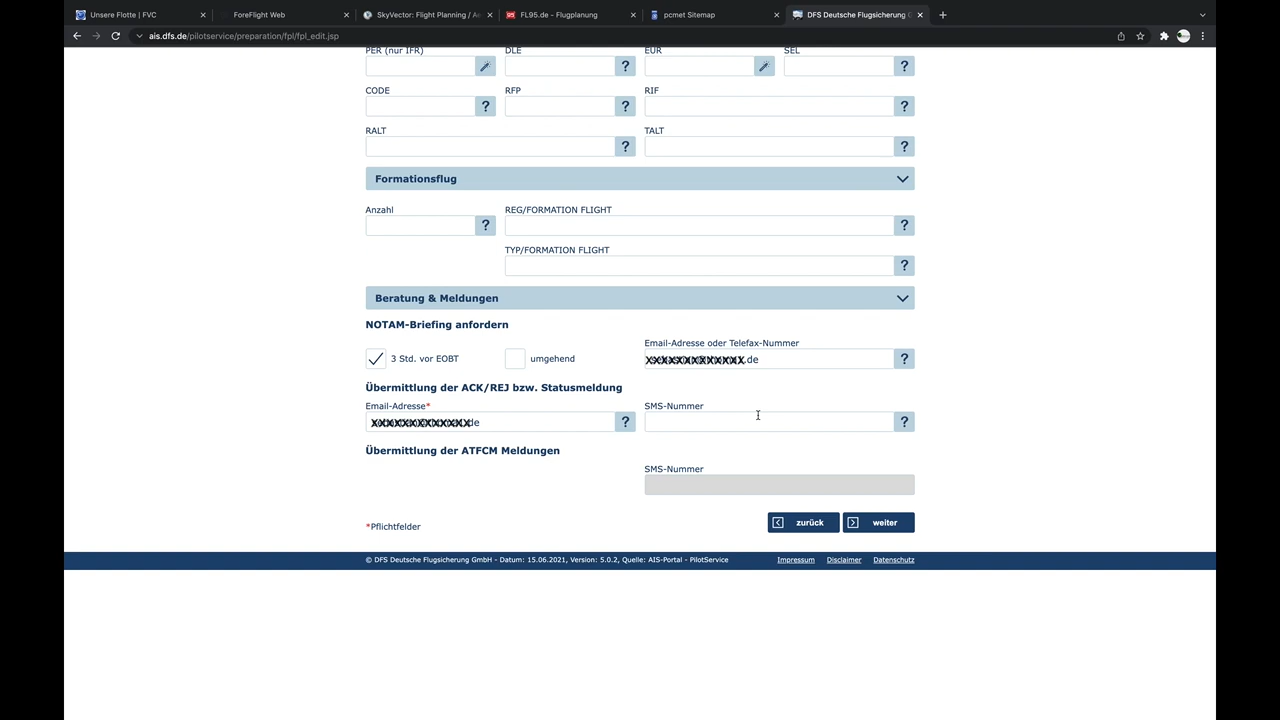 Unsere Flotte | FVC
ForeFlight Web
SkyVector: Flight Planning / Ae
FL95.de - Flugplanung
pcmet Sitemap
DFS Deutsche Flugsicherung G
ais.dfs.de/pilotservice/preparation/fpl/fpl_edit.jsp
PER (nur IFR) DLE EUR SEL
? ?
CODE RFP RIF
? ? ?
RALT TALT
? ?
Formationsflug
Anzahl REG/FORMATION FLIGHT
? ?
TYP/FORMATION FLIGHT
?
Beratung & Meldungen
NOTAM-Briefing anfordern
Email-Adresse oder Telefax-Nummer
3 Std. vor EOBT umgehend .de ?
Übermittlung der ACK/REJ bzw. Statusmeldung
Email-Adresse* SMS-Nummer
de ? ?
Übermittlung der ATFCM Meldungen
SMS-Nummer
zurück weiter
*Pflichtfelder
© DFS Deutsche Flugsicherung GmbH - Datum: 15.06.2021, Version: 5.0.2, Quelle: AIS-Portal - PilotService Impressum Disclaimer Datenschutz